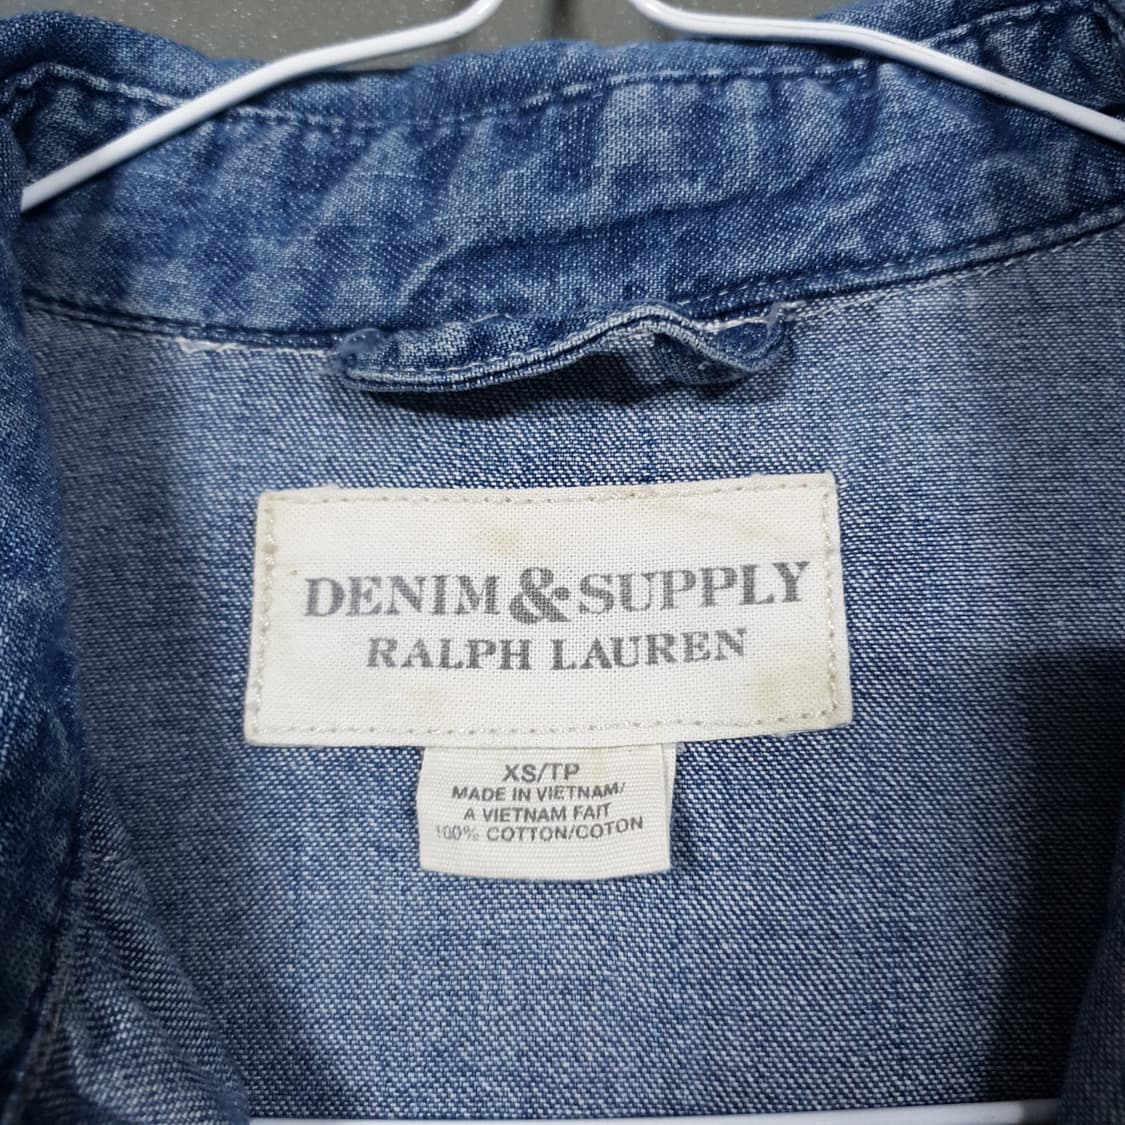 DENIM & SUPPLY
RALPH LAUREN
XS/TP
MADE IN VIETNAM/
A VIETNAM FAIT
100% COTTON/COTON